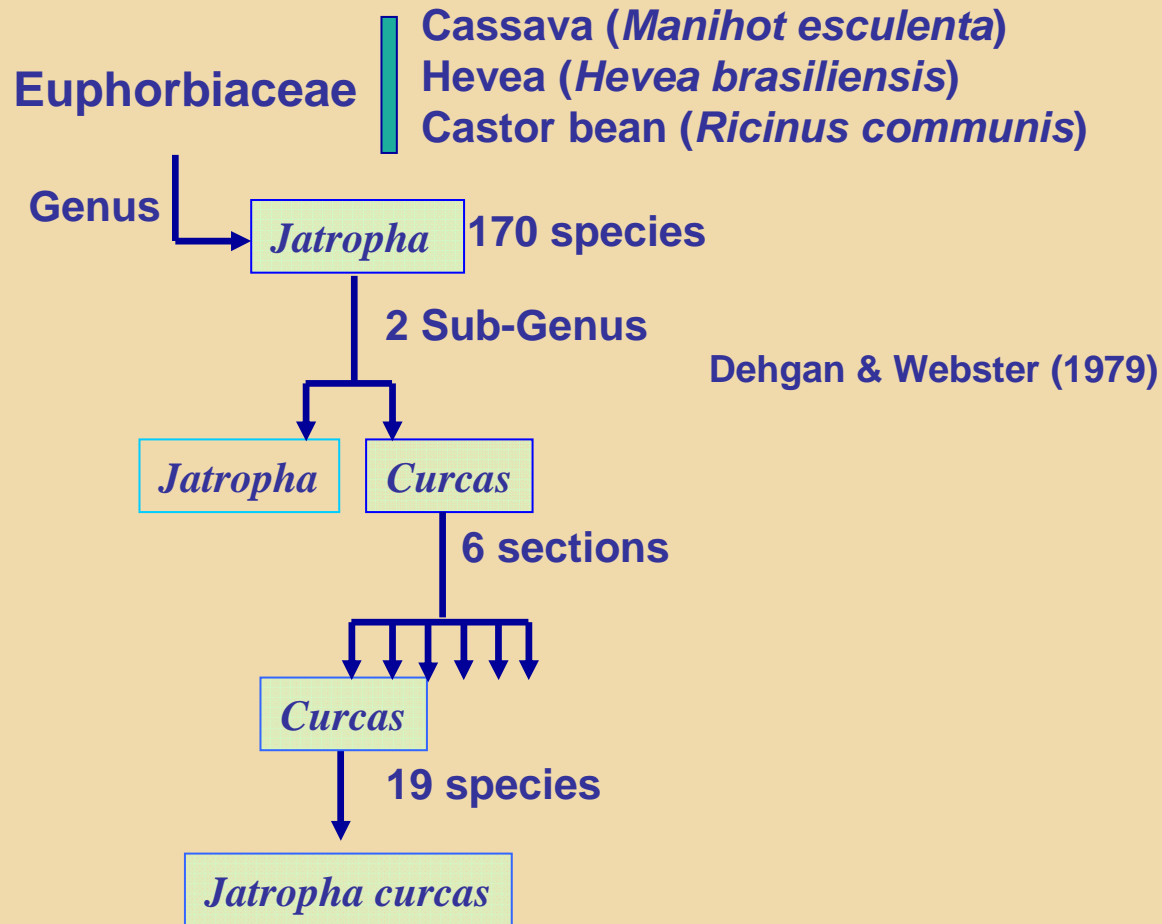 Cassava (Manihot esculenta)
Euphorbiaceae
Hevea (Hevea brasiliensis)
Castor bean (Ricinus communis)
Genus
Jatropha
170 species
2 Sub-Genus
Dehgan & Webster (1979)
Jatropha
Curcas
6 sections
Curcas
19 species
Jatropha curcas